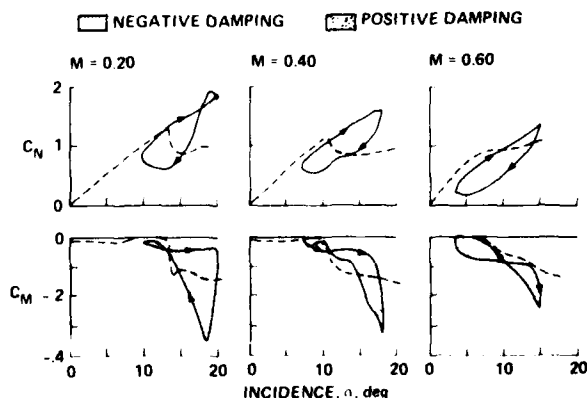 NEGATIVE DAMPING POSITIVE DAMPING
M = 0.20 M = 0.40 M = 0.60
2
C_N 1
0
0
C_M -.2
-.4
0 10 20 0 10 20 0 10 20
INCIDENCE, α, deg